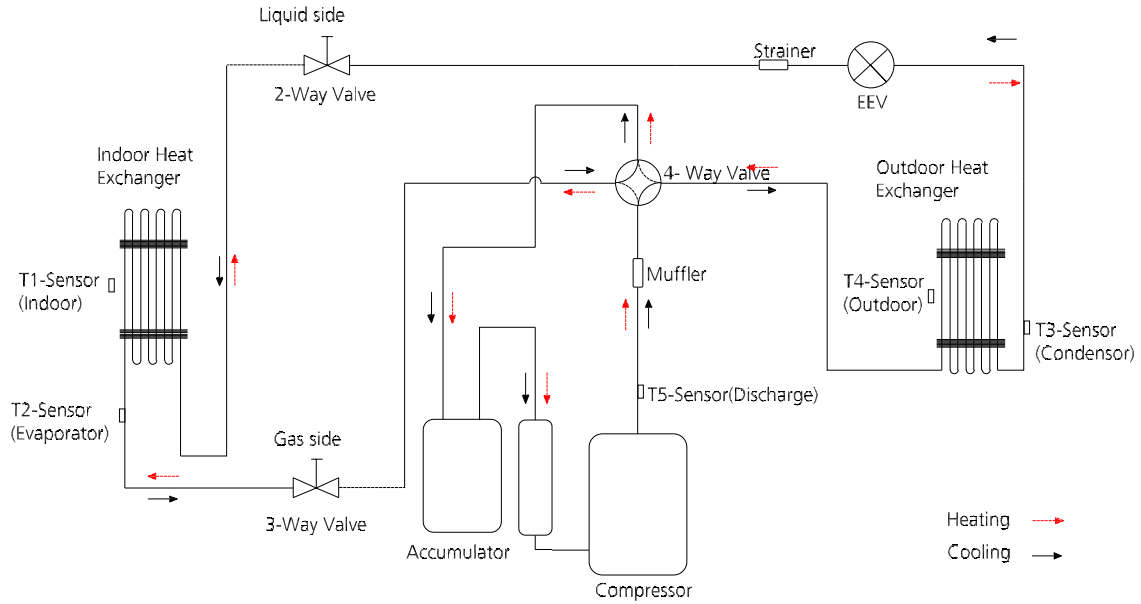 Liquid side
2-Way Valve
Strainer
EEV
Indoor Heat
Exchanger
4- Way Valve
Outdoor Heat
Exchanger
T1-Sensor
(Indoor)
Muffler
T4-Sensor
(Outdoor)
T3-Sensor
(Condensor)
T5-Sensor(Discharge)
T2-Sensor
(Evaporator)
Gas side
3-Way Valve
Accumulator
Compressor
Heating
Cooling